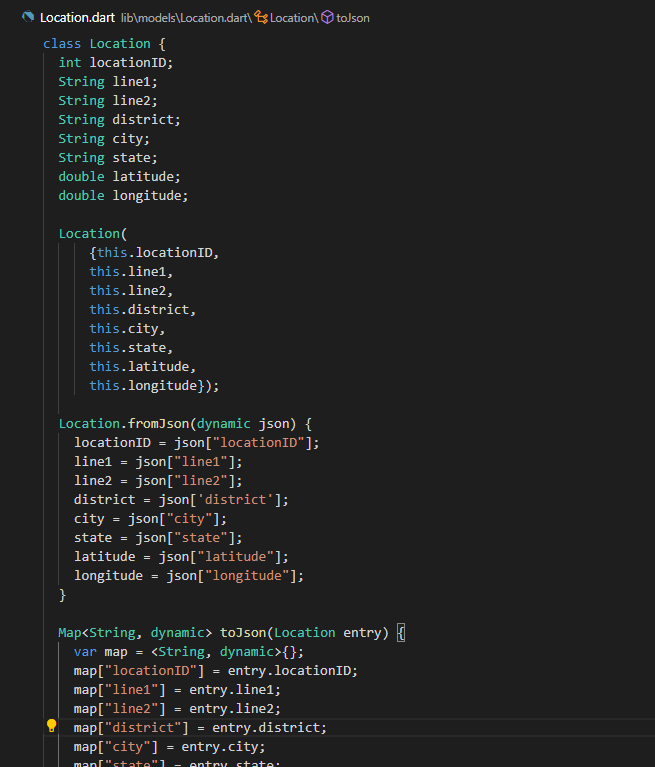 Location.dart lib\models\Location.dart\Location\toJson
class Location {
  int locationID;
  String line1;
  String line2;
  String district;
  String city;
  String state;
  double latitude;
  double longitude;

  Location(
      {this.locationID,
      this.line1,
      this.line2,
      this.district,
      this.city,
      this.state,
      this.latitude,
      this.longitude});

  Location.fromJson(dynamic json) {
    locationID = json["locationID"];
    line1 = json["line1"];
    line2 = json["line2"];
    district = json['district'];
    city = json["city"];
    state = json["state"];
    latitude = json["latitude"];
    longitude = json["longitude"];
  }

  Map<String, dynamic> toJson(Location entry) {
    var map = <String, dynamic>{};
    map["locationID"] = entry.locationID;
    map["line1"] = entry.line1;
    map["line2"] = entry.line2;
    map["district"] = entry.district;
    map["city"] = entry.city;
    map["state"] = entry.state;